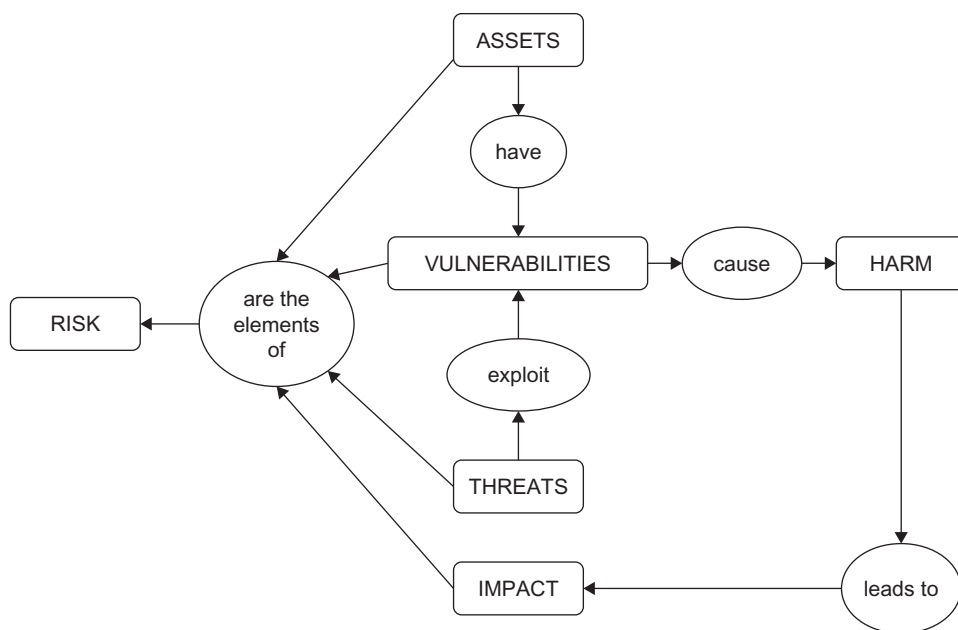 ASSETS
have
VULNERABILITIES
cause
HARM
are the
elements
of
RISK
exploit
THREATS
IMPACT
leads to